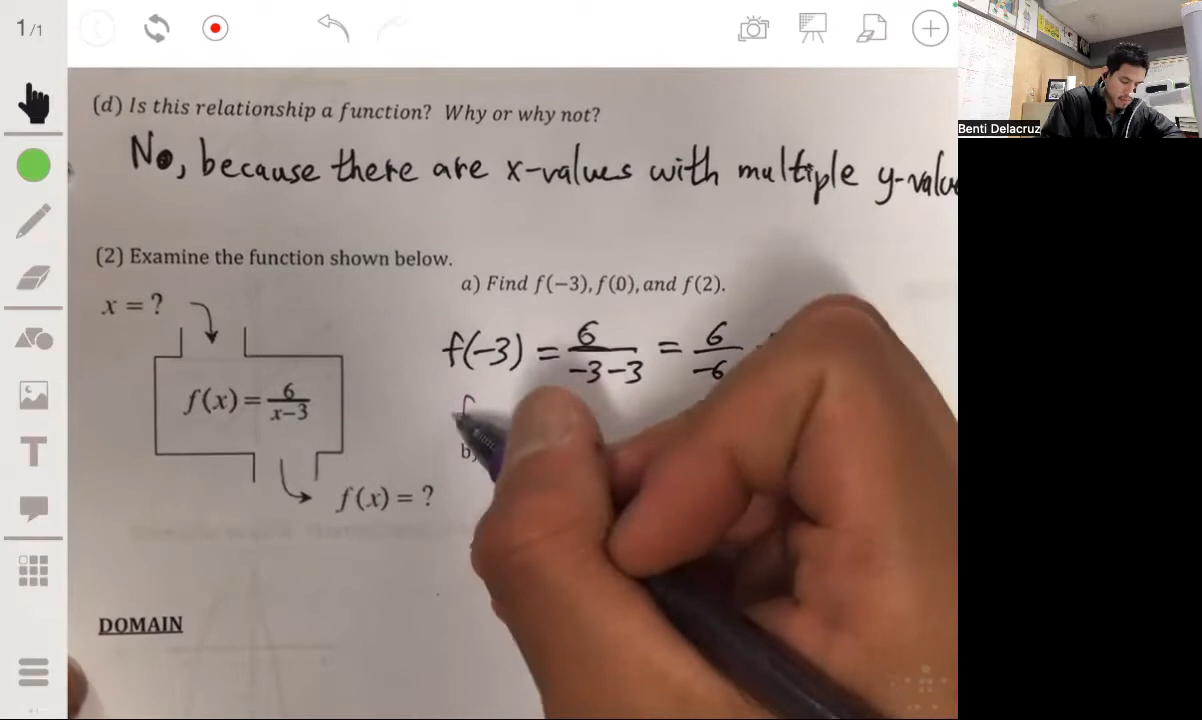 1/1
Benti Delacruz
(d) Is this relationship a function? Why or why not?
No, because there are x-values with multiple
(2) Examine the function shown below.
a) Find f(−3), f(0), and f(2).
x = ?
f(-3) = 6/(-3-3) = 6/-6
f(x) = 6/(x−3)
f
b)
f(x) = ?
T
DOMAIN